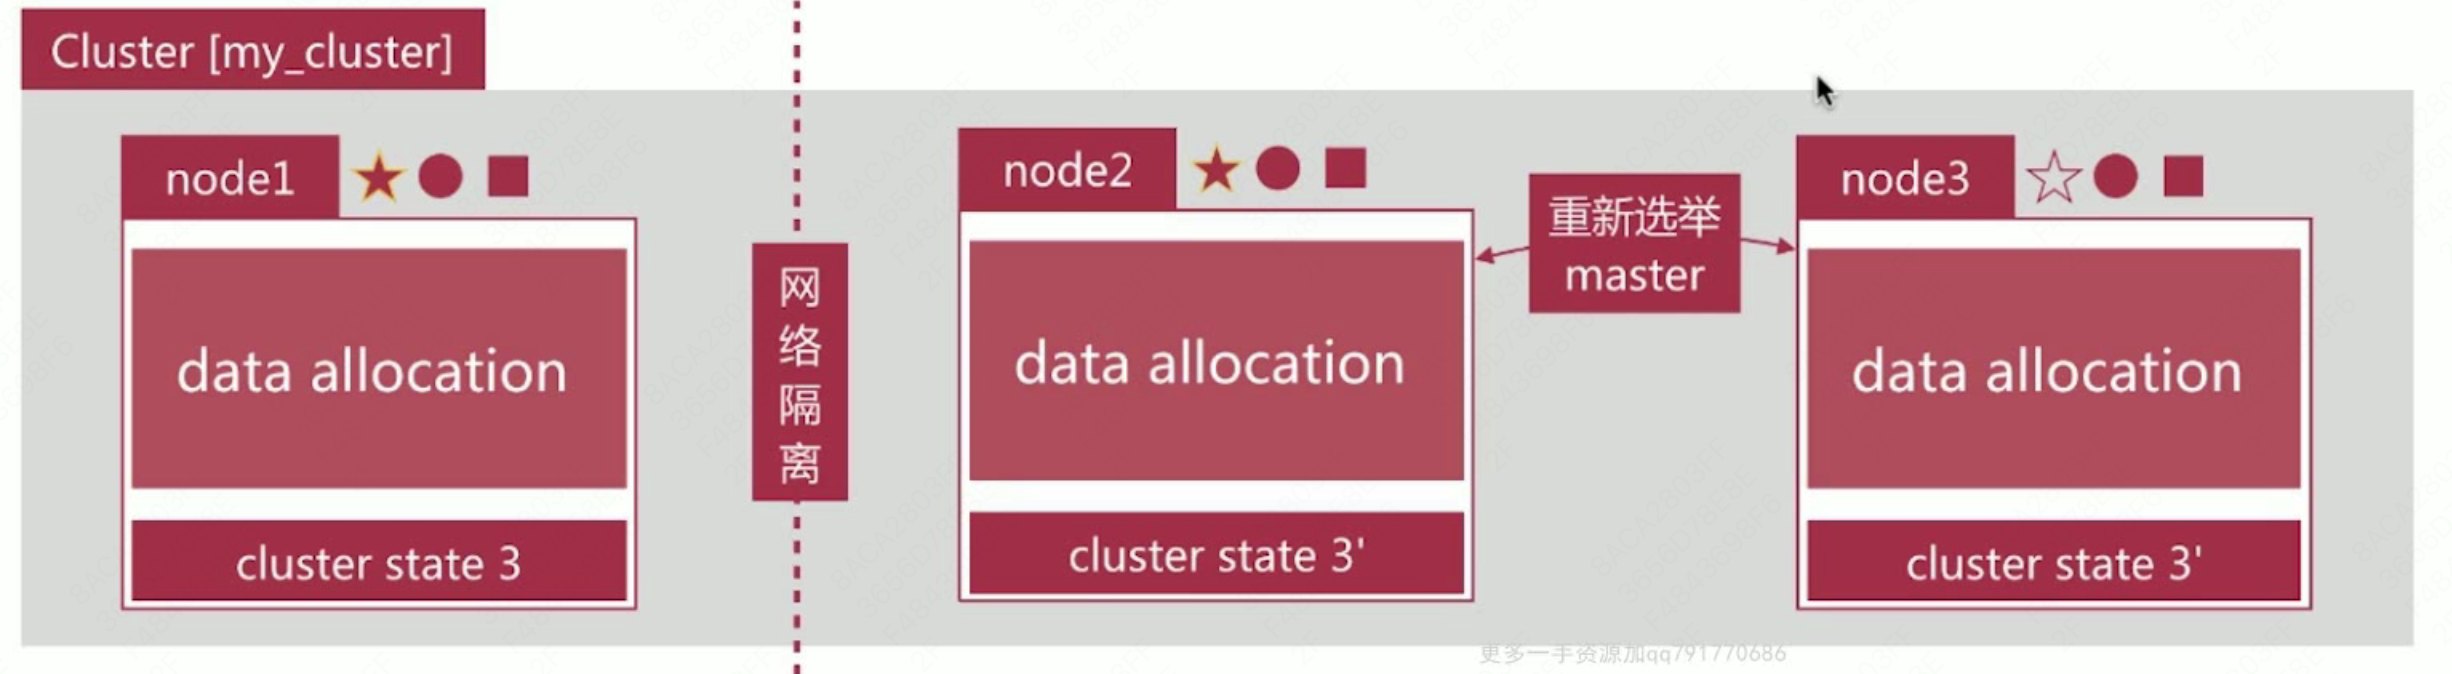 Cluster [my_cluster]
node1
data allocation
cluster state 3
网
络
隔
离
node2
data allocation
cluster state 3'
重新选举
master
node3
data allocation
cluster state 3'
更多一手资源加qq791770686